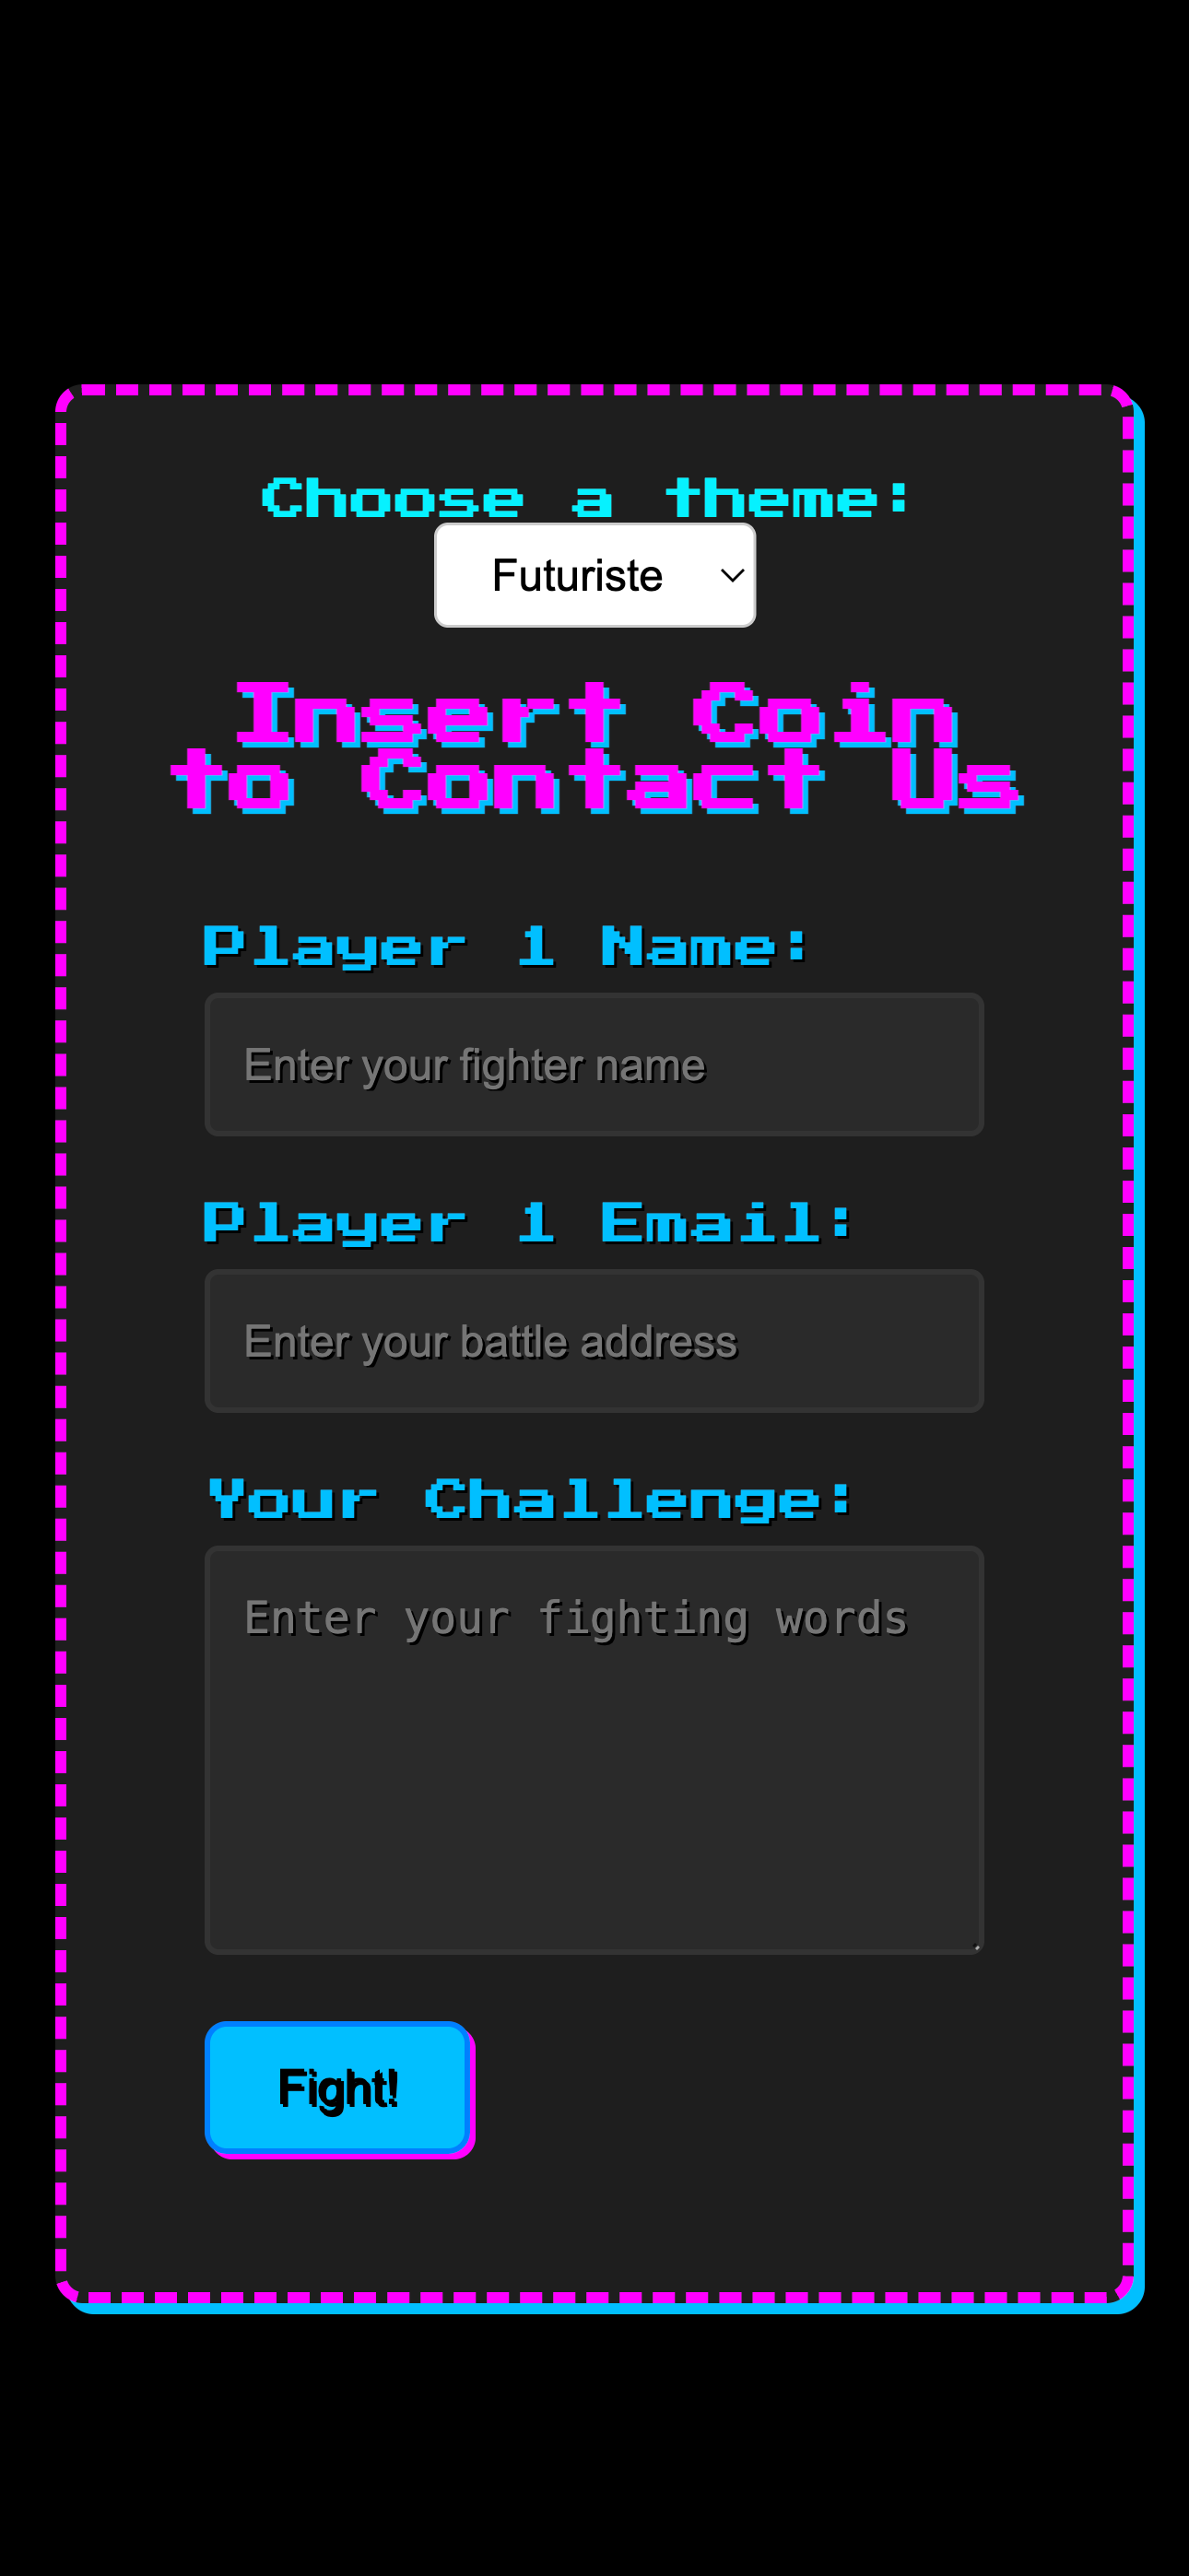 Choose a theme:
Futuriste
Insert Coin
to Contact Us
Player 1 Name:
Enter your fighter name
Player 1 Email:
Enter your battle address
Your Challenge:
Enter your fighting words
Fight!